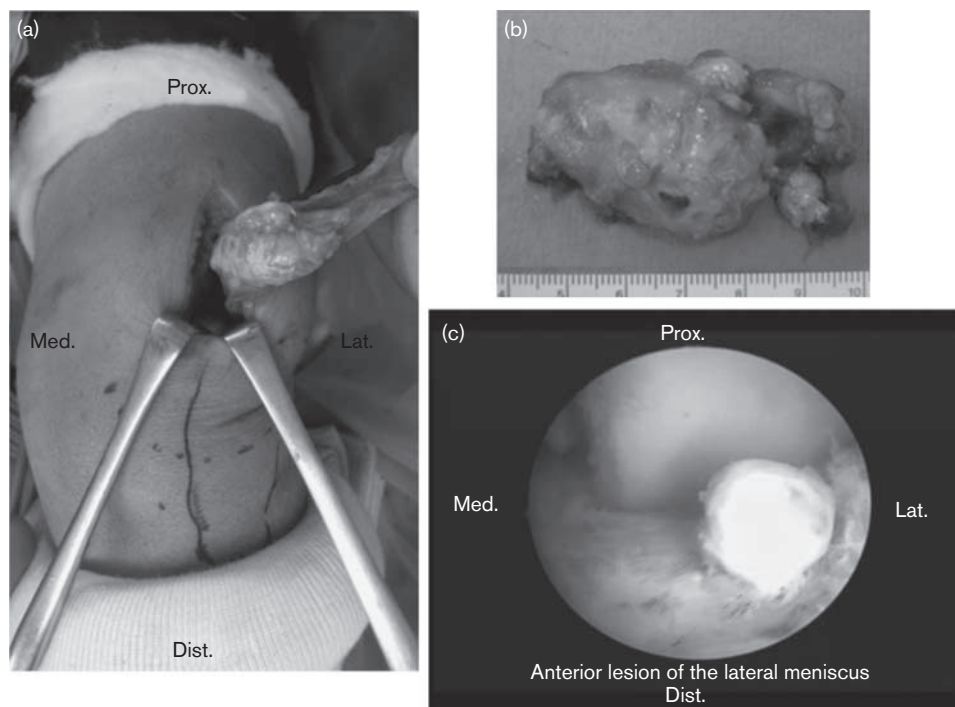 (a)
Prox.
Med.
Lat.
Dist.
(b)
4 5 6 7 8 9 10
(c)
Prox.
Med.
Lat.
Anterior lesion of the lateral meniscus
Dist.